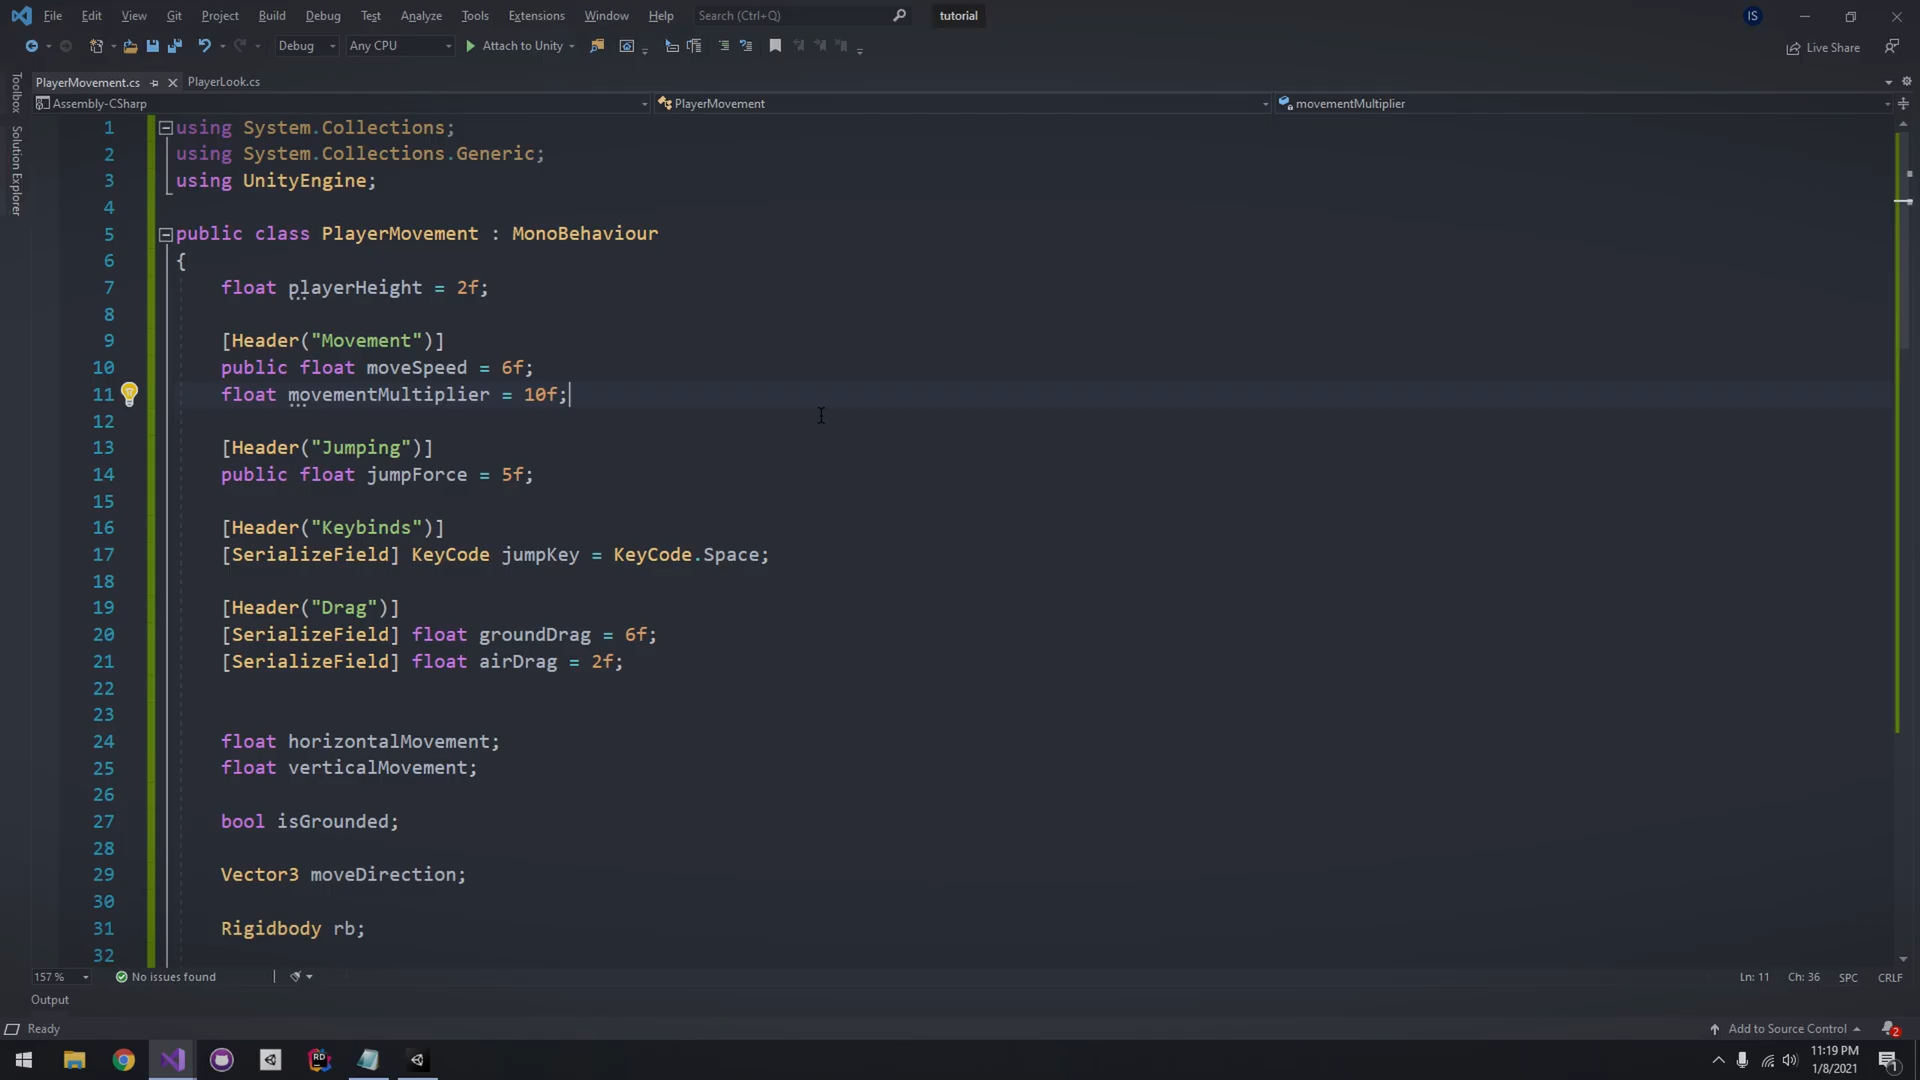 File Edit View Git Project Build Debug Test Analyze Tools Extensions Window Help Search (Ctrl+Q) tutorial IS
Debug Any CPU Attach to Unity Live Share
PlayerMovement.cs PlayerLook.cs
Assembly-CSharp PlayerMovement movementMultiplier
Toolbox
Solution Explorer
1 using System.Collections;
2 using System.Collections.Generic;
3 using UnityEngine;
4
5 public class PlayerMovement : MonoBehaviour
6 {
7 float playerHeight = 2f;
8
9 [Header("Movement")]
10 public float moveSpeed = 6f;
11 float movementMultiplier = 10f;
12
13 [Header("Jumping")]
14 public float jumpForce = 5f;
15
16 [Header("Keybinds")]
17 [SerializeField] KeyCode jumpKey = KeyCode.Space;
18
19 [Header("Drag")]
20 [SerializeField] float groundDrag = 6f;
21 [SerializeField] float airDrag = 2f;
22
23
24 float horizontalMovement;
25 float verticalMovement;
26
27 bool isGrounded;
28
29 Vector3 moveDirection;
30
31 Rigidbody rb;
32
157 % No issues found Ln: 11 Ch: 36 SPC CRLF
Output
Ready Add to Source Control 2
RD 11:19 PM
1/8/2021 1